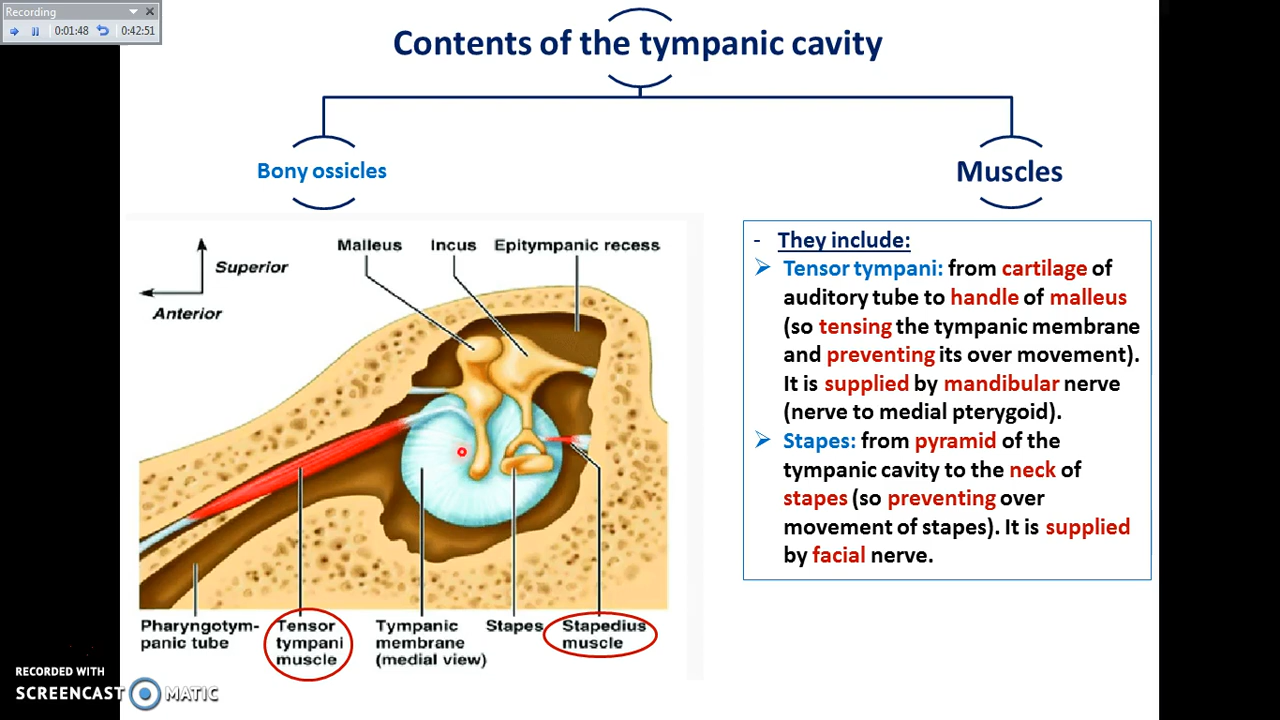 Recording
0:01:48
0:42:51
Contents of the tympanic cavity
Bony ossicles
Muscles
Malleus
Incus
Epitympanic recess
Superior
Anterior
Pharyngotym-
panic tube
Tensor
tympani
muscle
Tympanic
membrane
(medial view)
Stapes
Stapedius
muscle
- They include:
➢ Tensor tympani: from cartilage of
auditory tube to handle of malleus
(so tensing the tympanic membrane
and preventing its over movement).
It is supplied by mandibular nerve
(nerve to medial pterygoid).
➢ Stapes: from pyramid of the
tympanic cavity to the neck of
stapes (so preventing over
movement of stapes). It is supplied
by facial nerve.
RECORDED WITH
SCREENCAST MATIC